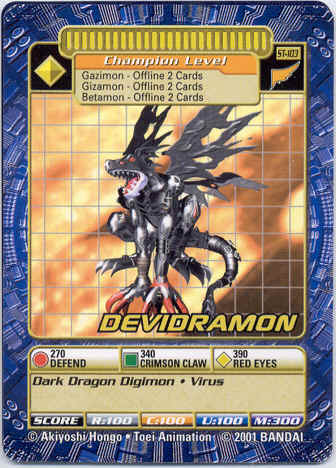 Champion Level
ST-103
Gazimon - Offline 2 Cards
Gizamon - Offline 2 Cards
Betamon - Offline 2 Cards
DEVIDRAMON
270 DEFEND
340 CRIMSON CLAW
390 RED EYES
Dark Dragon Digimon • Virus
SCORE R:100 C:100 U:100 M:300
© Akiyoshi Hongo • Toei Animation © 2001 BANDAI